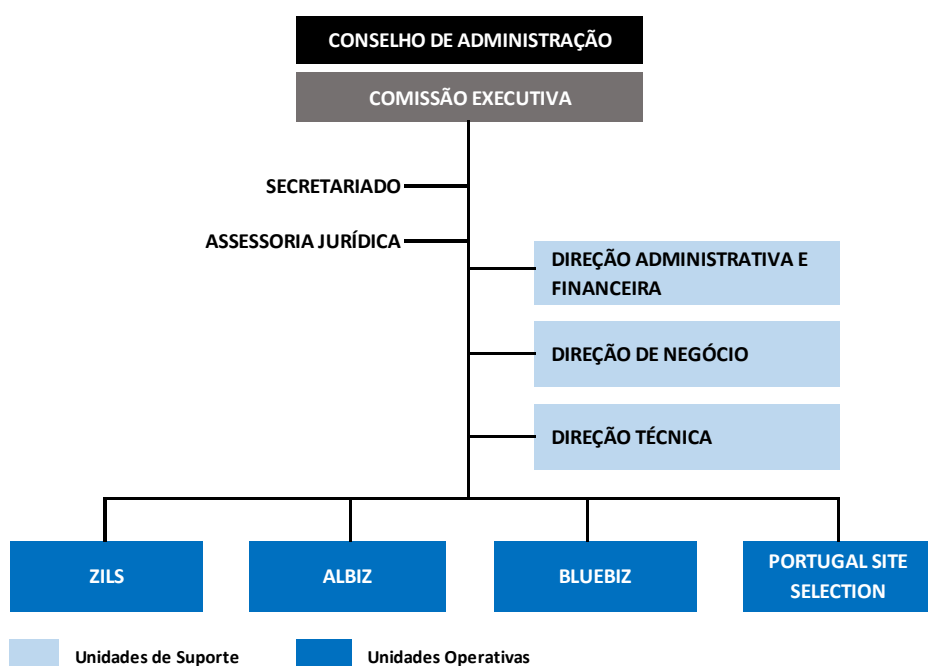 CONSELHO DE ADMINISTRAÇÃO
COMISSÃO EXECUTIVA
SECRETARIADO
ASSESSORIA JURÍDICA
DIREÇÃO ADMINISTRATIVA E
FINANCEIRA
DIREÇÃO DE NEGÓCIO
DIREÇÃO TÉCNICA
ZILS
ALBIZ
BLUEBIZ
PORTUGAL SITE
SELECTION
Unidades de Suporte
Unidades Operativas